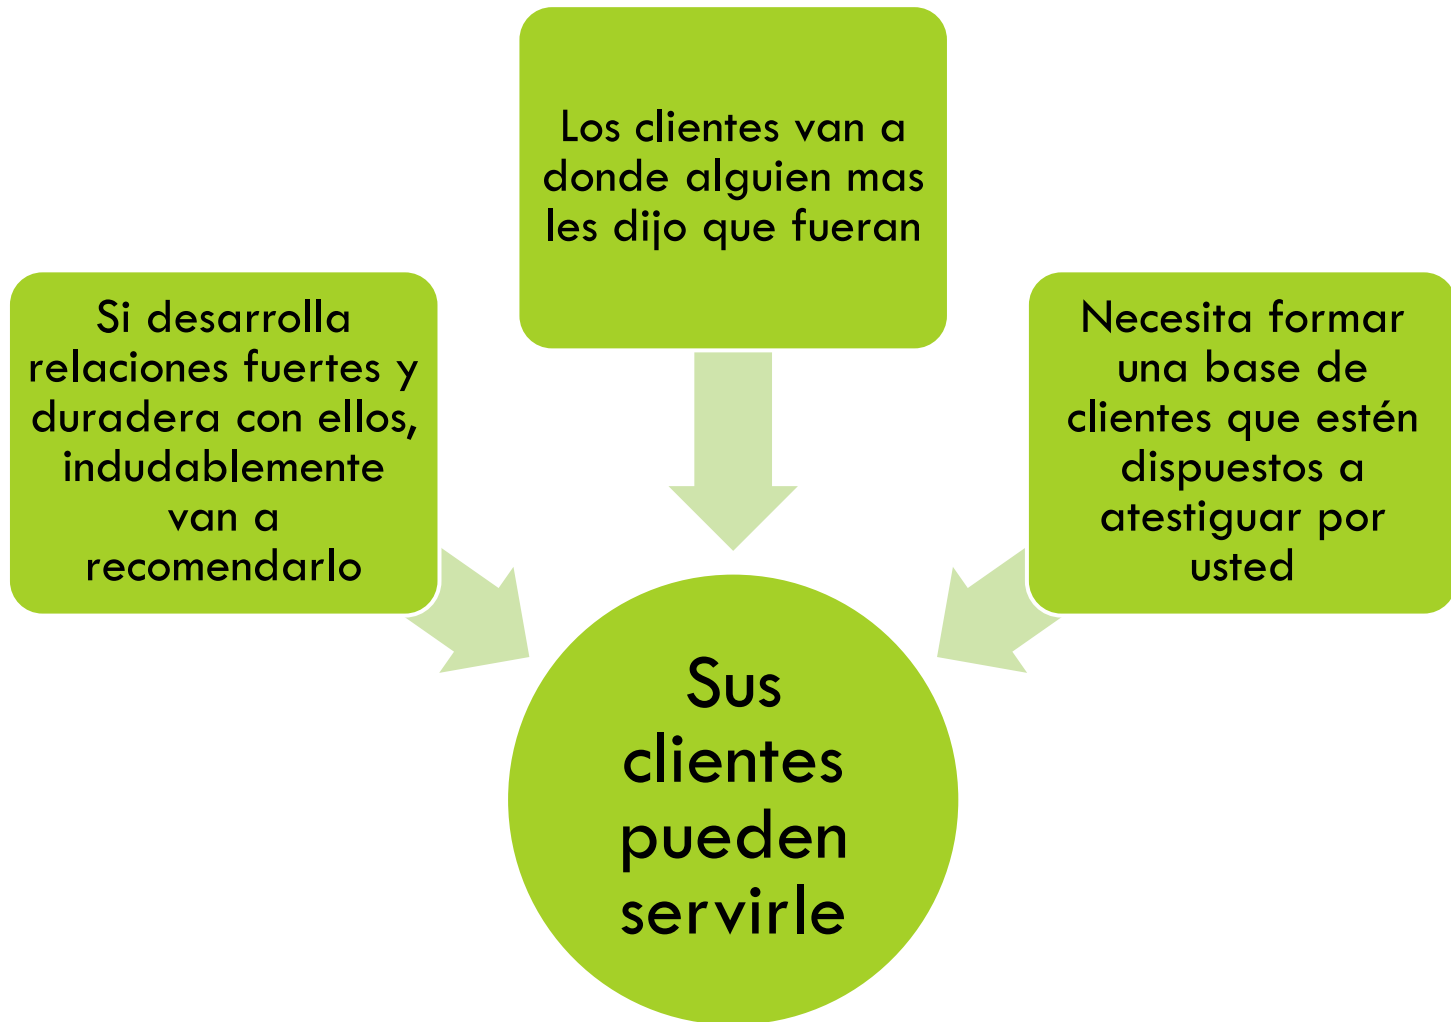 Los clientes van a
donde alguien mas
les dijo que fueran
Si desarrolla
relaciones fuertes y
duradera con ellos,
indudablemente
van a
recomendarlo
Necesita formar
una base de
clientes que estén
dispuestos a
atestiguar por
usted
Sus
clientes
pueden
servirle